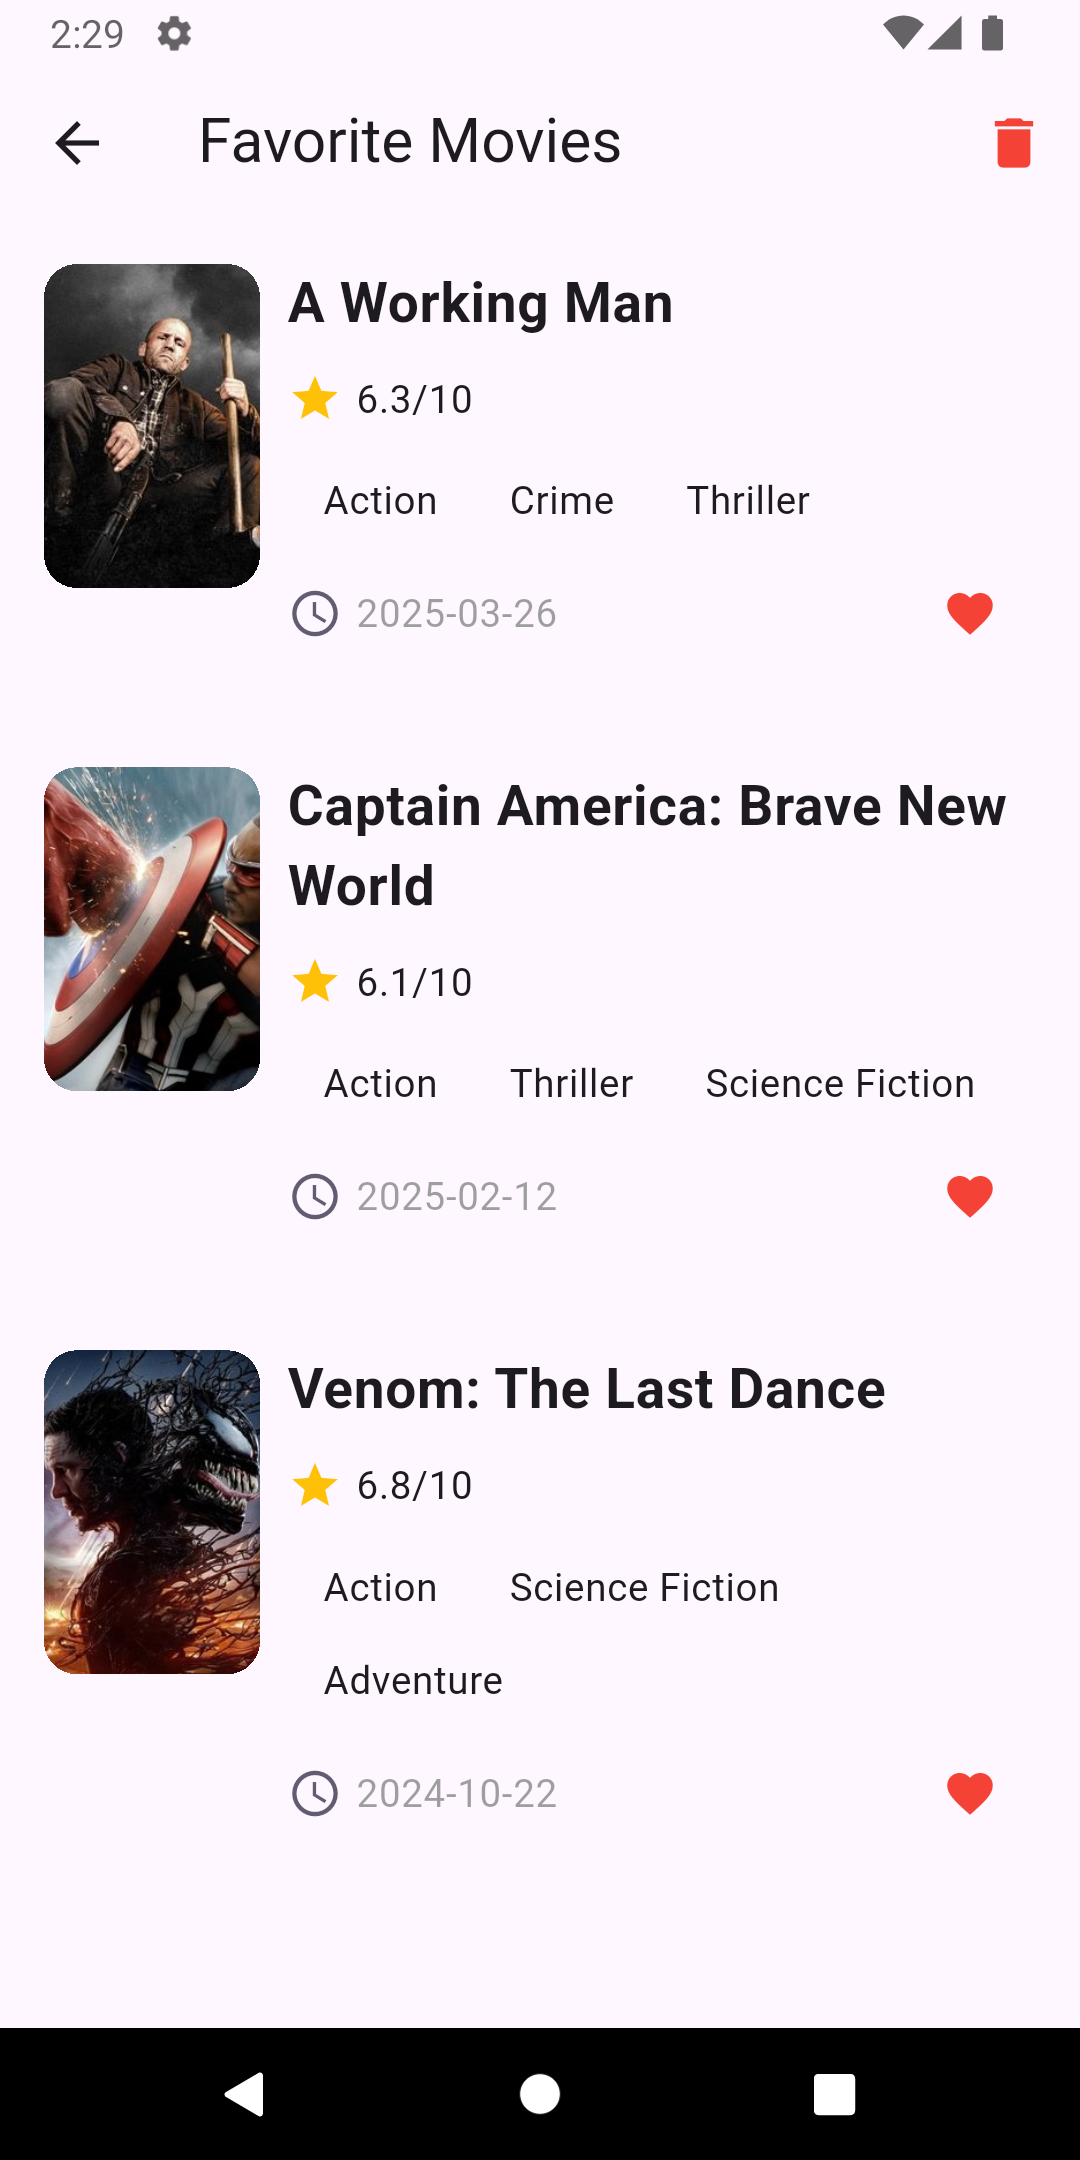 2:29
Favorite Movies
A Working Man
6.3/10
Action Crime Thriller
2025-03-26
Captain America: Brave New
World
6.1/10
Action Thriller Science Fiction
2025-02-12
Venom: The Last Dance
6.8/10
Action Science Fiction
Adventure
2024-10-22